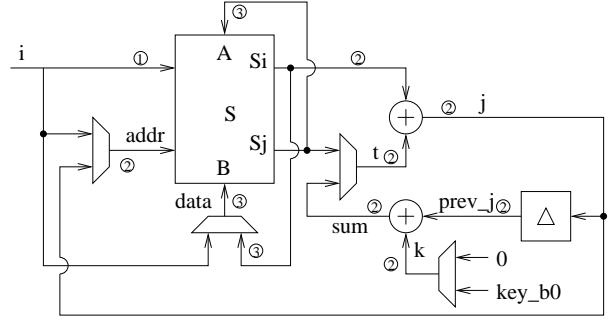 ③
i
①
A
Si
②
②
j
S
addr
②
Sj
t
②
B
data
③
②
prev_j
②
Δ
sum
k
②
0
③
key_b0